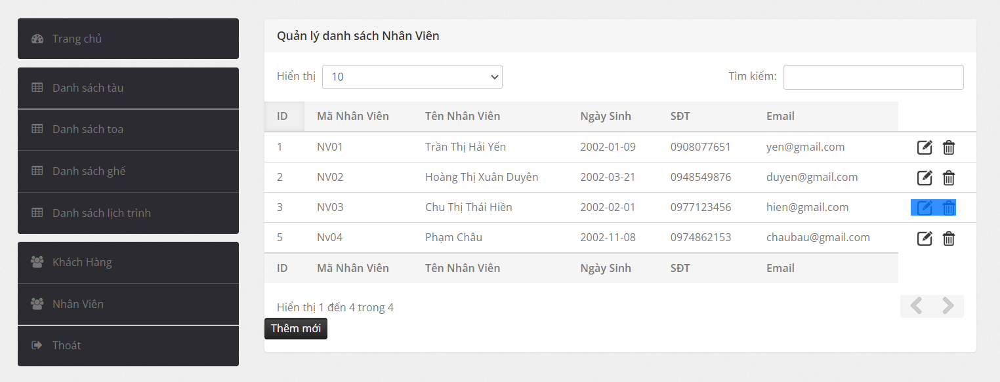 Trang chủ
Danh sách tàu
Danh sách toa
Danh sách ghế
Danh sách lịch trình
Khách Hàng
Nhân Viên
Thoát
Quản lý danh sách Nhân Viên
Hiển thị 10 Tìm kiếm:
ID Mã Nhân Viên Tên Nhân Viên Ngày Sinh SĐT Email
1 NV01 Trần Thị Hải Yến 2002-01-09 0908077651 yen@gmail.com
2 NV02 Hoàng Thị Xuân Duyên 2002-03-21 0948549876 duyen@gmail.com
3 NV03 Chu Thị Thái Hiền 2002-02-01 0977123456 hien@gmail.com
5 Nv04 Phạm Châu 2002-11-08 0974862153 chaubau@gmail.com
ID Mã Nhân Viên Tên Nhân Viên Ngày Sinh SĐT Email
Hiển thị 1 đến 4 trong 4
Thêm mới